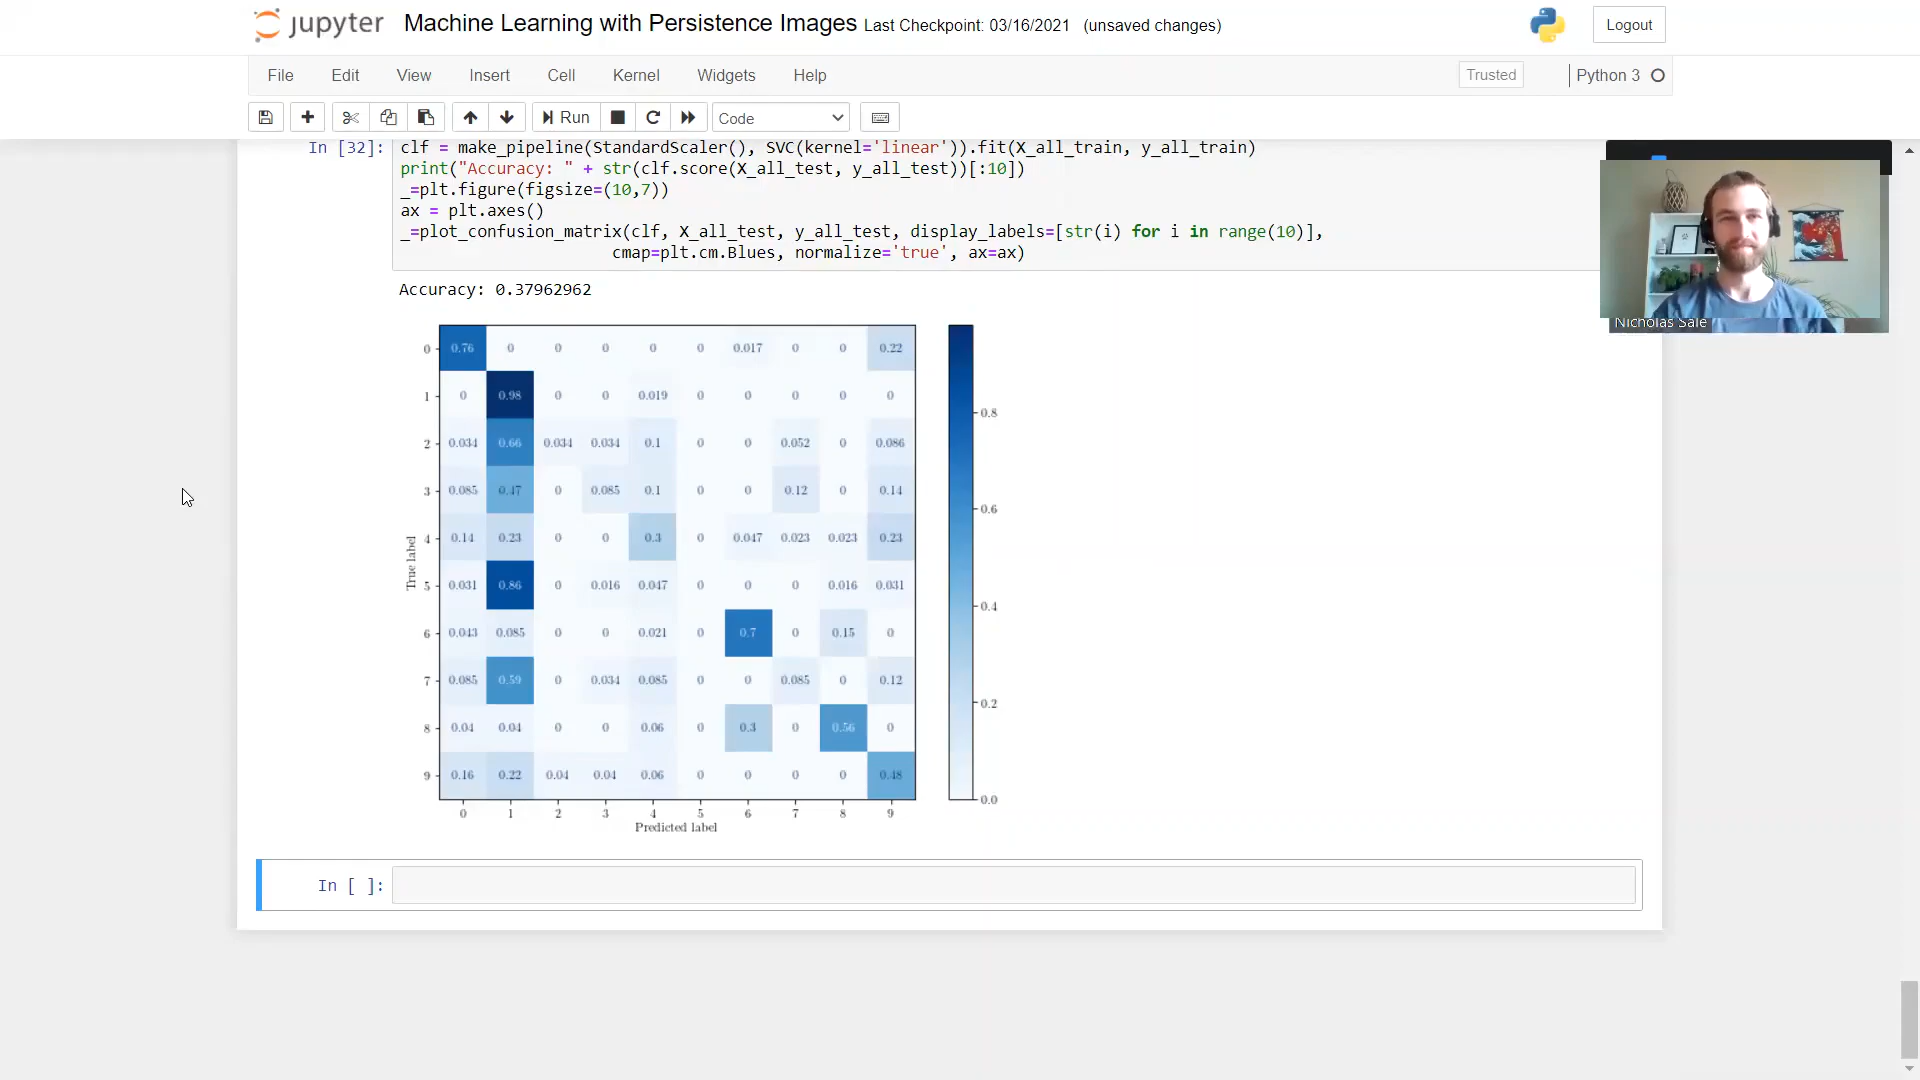 jupyter Machine Learning with Persistence Images Last Checkpoint: 03/16/2021 (unsaved changes) Logout
File Edit View Insert Cell Kernel Widgets Help Trusted Python 3
Run Code
In [32]: clf = make_pipeline(StandardScaler(), SVC(kernel='linear')).fit(X_all_train, y_all_train)
print("Accuracy: " + str(clf.score(X_all_test, y_all_test))[:10])
_=plt.figure(figsize=(10,7))
ax = plt.axes()
_=plot_confusion_matrix(clf, X_all_test, y_all_test, display_labels=[str(i) for i in range(10)],
cmap=plt.cm.Blues, normalize='true', ax=ax)
Nicholas Sale
Accuracy: 0.37962962
0 0.76 0 0 0 0 0 0.017 0 0 0.22
1 0 0.98 0 0 0.019 0 0 0 0 0
2 0.034 0.66 0.034 0.034 0.1 0 0 0.052 0 0.086
3 0.085 0.47 0 0.085 0.1 0 0 0.12 0 0.14
4 0.14 0.23 0 0 0.3 0 0.047 0.023 0.023 0.23
5 0.031 0.86 0 0.016 0.047 0 0 0 0.016 0.031
6 0.043 0.085 0 0 0.021 0 0.7 0 0.15 0
7 0.085 0.59 0 0.034 0.085 0 0 0.085 0 0.12
8 0.04 0.04 0 0 0.06 0 0.3 0 0.56 0
9 0.16 0.22 0.04 0.04 0.06 0 0 0 0 0.48
0 1 2 3 4 5 6 7 8 9
True label
Predicted label
0.8
0.6
0.4
0.2
0.0
In [ ]: